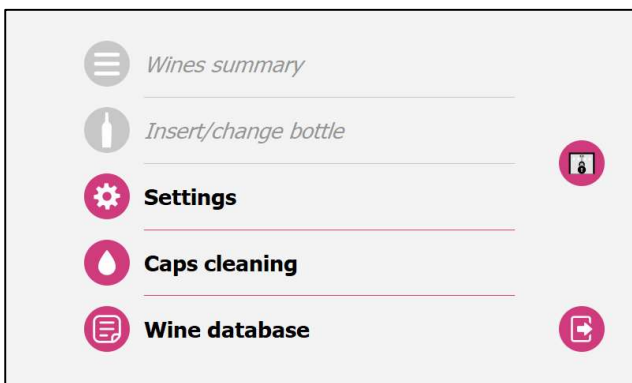 Wines summary
Insert/change bottle
Settings
Caps cleaning
Wine database